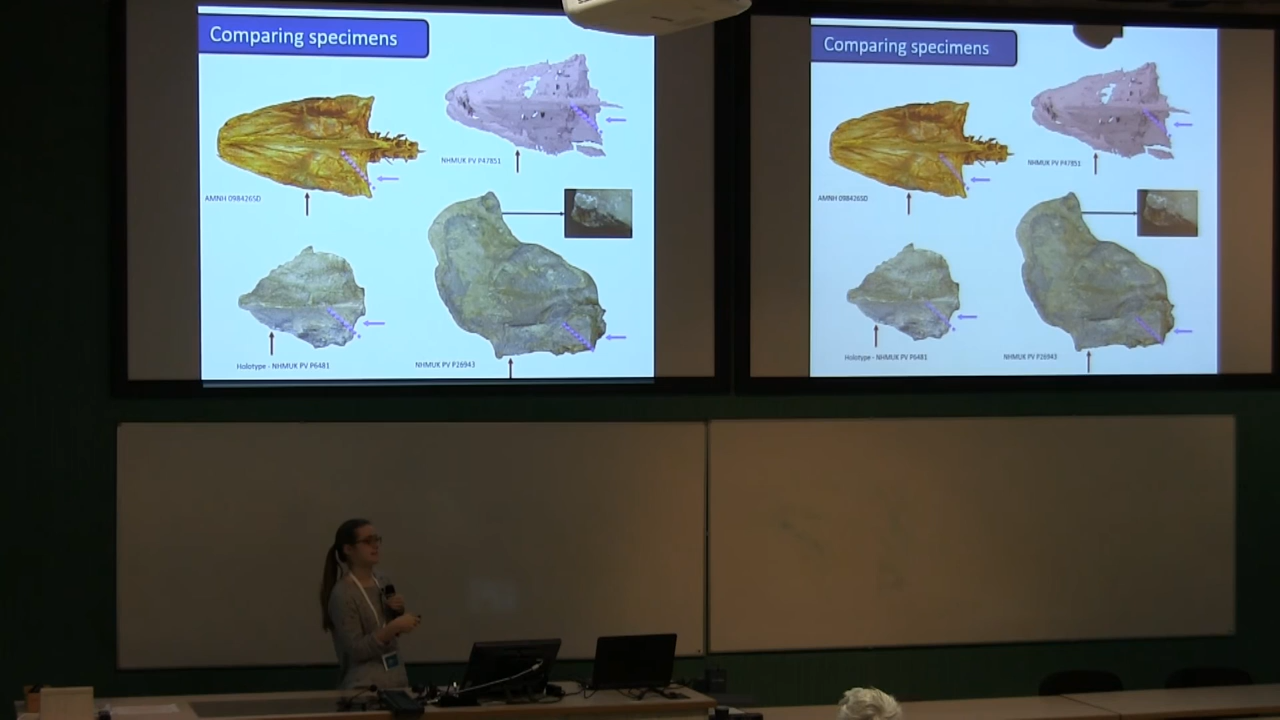 Comparing specimens
NHMUK PV P47851
AMNH 098426SD
Holotype - NHMUK PV P6481
NHMUK PV P26943
Comparing specimens
NHMUK PV P47851
AMNH 098426SD
Holotype - NHMUK PV P6481
NHMUK PV P26943